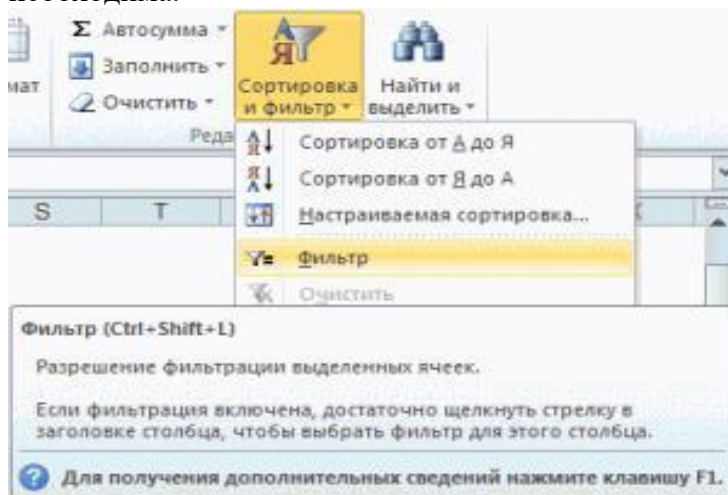 Σ Автосумма
Заполнить
Очистить
Сортировка и фильтр
Найти и выделить
мат
Реда
Сортировка от А до Я
Сортировка от Я до А
Настраиваемая сортировка...
S T
Фильтр
Очистить
Фильтр (Ctrl+Shift+L)
Разрешение фильтрации выделенных ячеек.
Если фильтрация включена, достаточно щелкнуть стрелку в
заголовке столбца, чтобы выбрать фильтр для этого столбца.
Для получения дополнительных сведений нажмите клавишу F1.